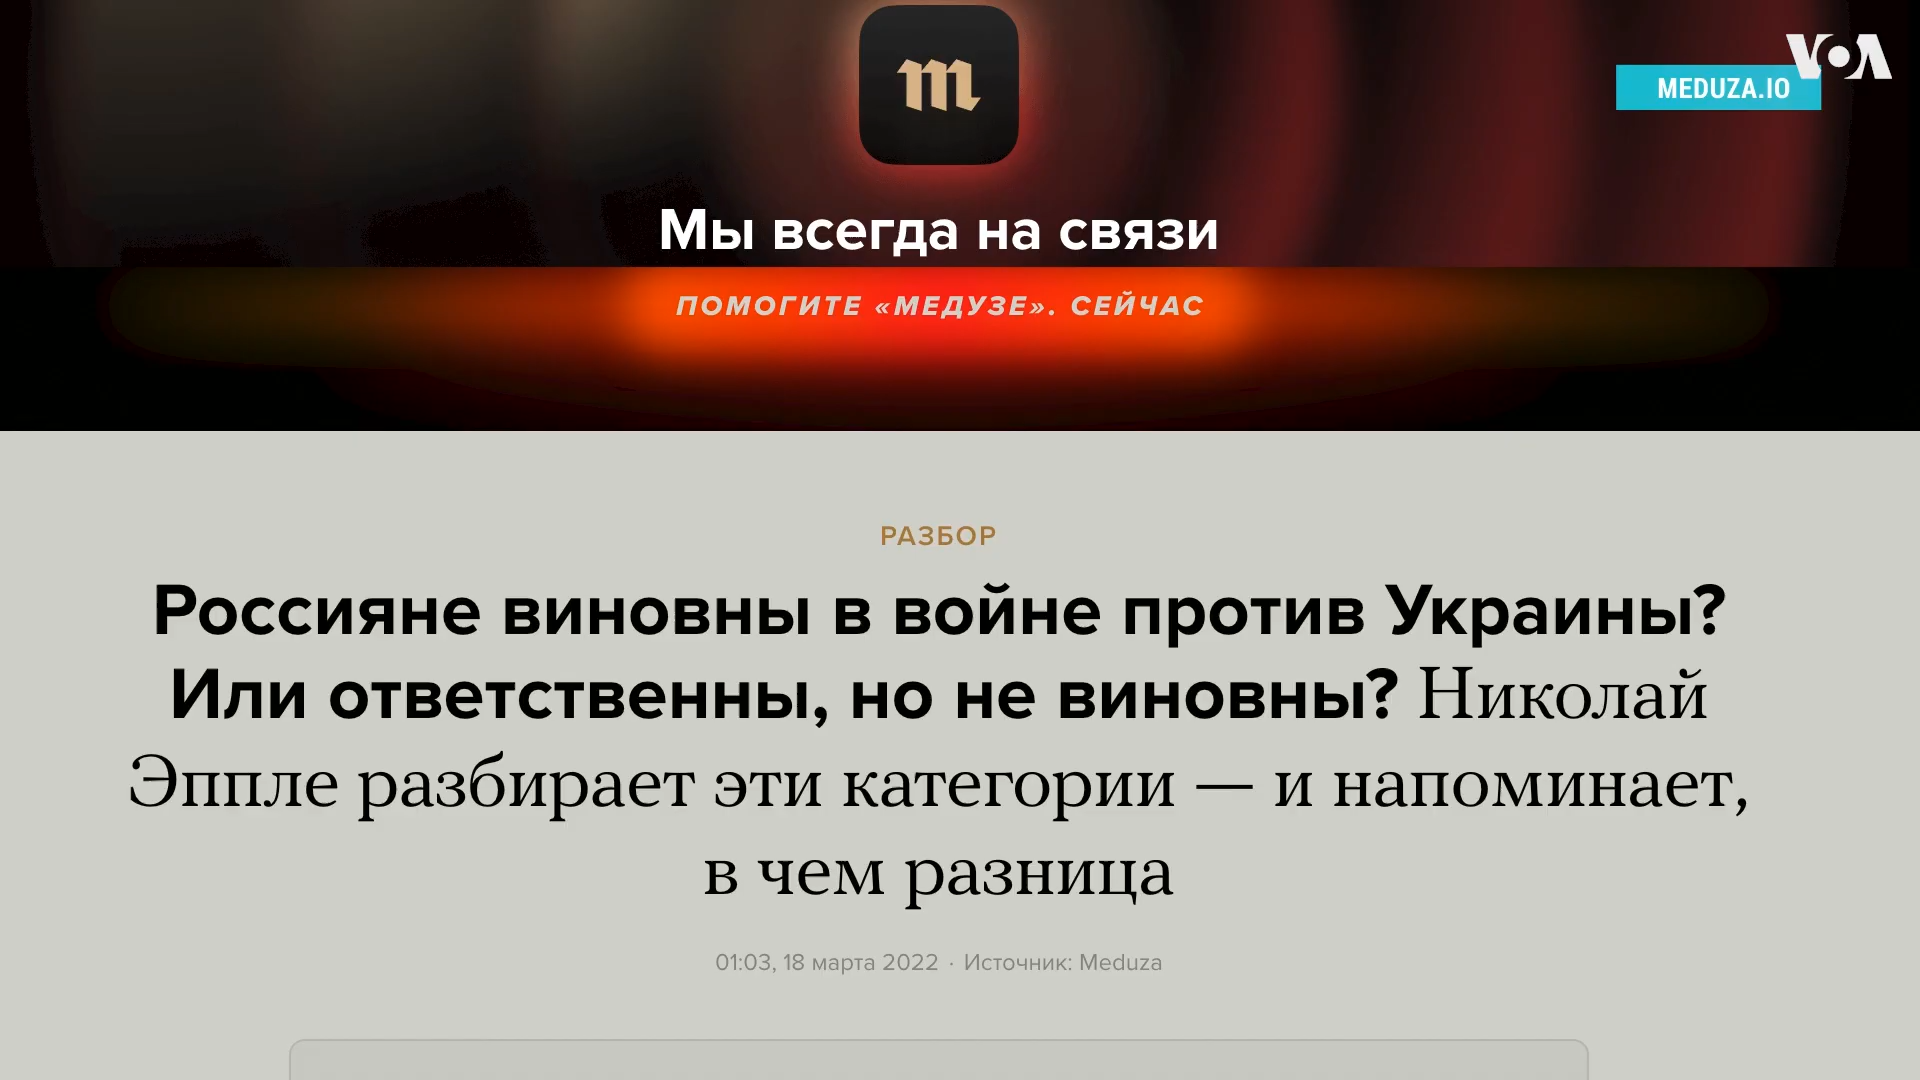 m
VOA
MEDUZA.IO
Мы всегда на связи
ПОМОГИТЕ «МЕДУЗЕ». СЕЙЧАС
РАЗБОР
Россияне виновны в войне против Украины?
Или ответственны, но не виновны? Николай
Эппле разбирает эти категории — и напоминает,
в чем разница
01:03, 18 марта 2022 · Источник: Meduza